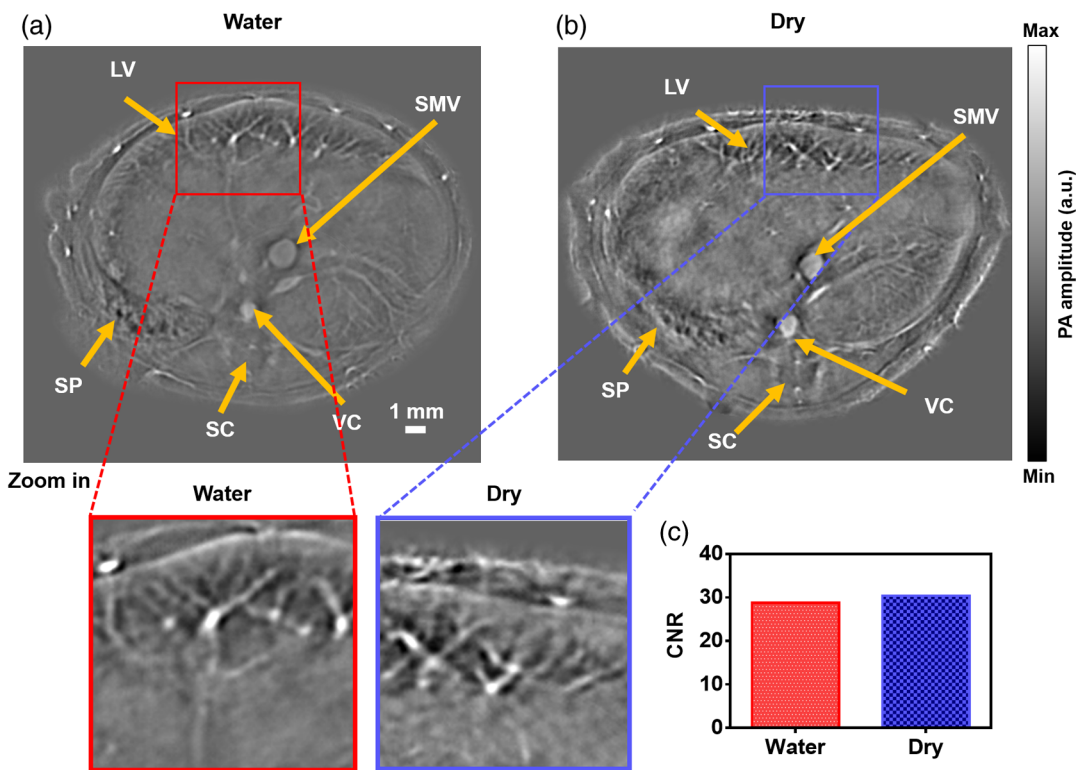 (a)
Water
LV
SMV
SP
SC
VC
1 mm
(b)
Dry
LV
SMV
SP
SC
VC
Max
PA amplitude (a.u.)
Min
Zoom in
Water
Dry
(c)
40
30
20
10
0
CNR
Water
Dry